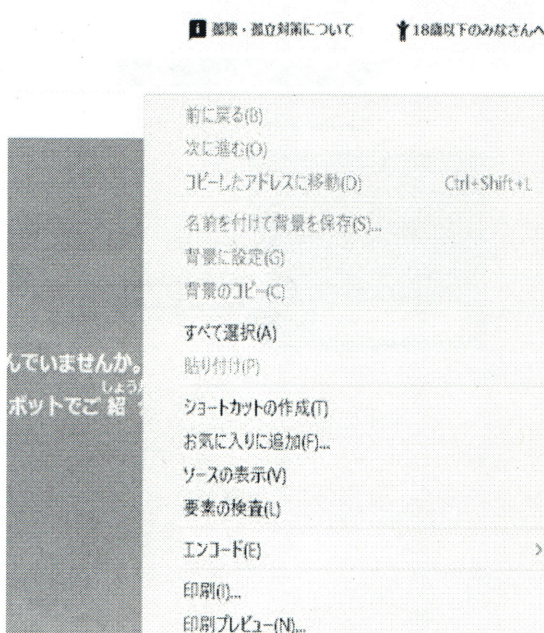 孤独・孤立対策について
18歳以下のみなさんへ
前に戻る(B)
次に進む(O)
コピーしたアドレスに移動(D) Ctrl+Shift+L
名前を付けて背景を保存(S)...
背景に設定(G)
背景のコピー(C)
すべて選択(A)
貼り付け(P)
んでいませんか。
しょう
ボットでご紹
ショートカットの作成(T)
お気に入りに追加(F)...
ソースの表示(V)
要素の検査(L)
エンコード(E)
印刷(I)...
印刷プレビュー(N)...